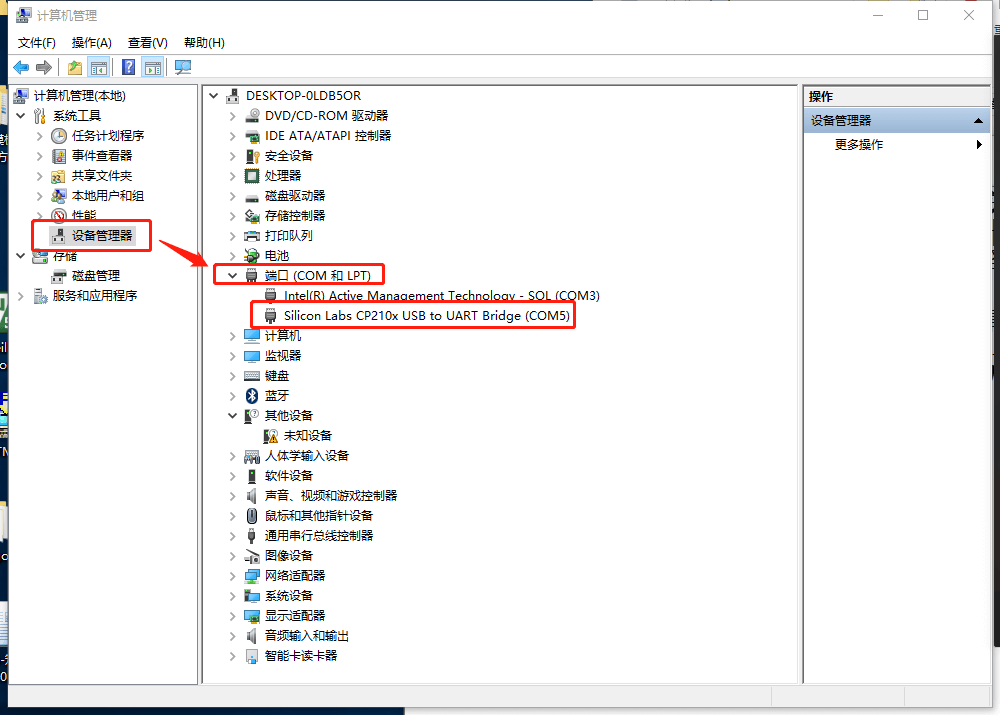 计算机管理
文件(F) 操作(A) 查看(V) 帮助(H)
计算机管理(本地)
系统工具
任务计划程序
事件查看器
共享文件夹
本地用户和组
性能
设备管理器
存储
磁盘管理
服务和应用程序
DESKTOP-0LDB5OR
DVD/CD-ROM 驱动器
IDE ATA/ATAPI 控制器
安全设备
处理器
磁盘驱动器
存储控制器
打印队列
电池
端口 (COM 和 LPT)
Intel(R) Active Management Technology - SOL (COM3)
Silicon Labs CP210x USB to UART Bridge (COM5)
计算机
监视器
键盘
蓝牙
其他设备
未知设备
人体学输入设备
软件设备
声音、视频和游戏控制器
鼠标和其他指针设备
通用串行总线控制器
图像设备
网络适配器
系统设备
显示适配器
音频输入和输出
智能卡读卡器
操作
设备管理器
更多操作